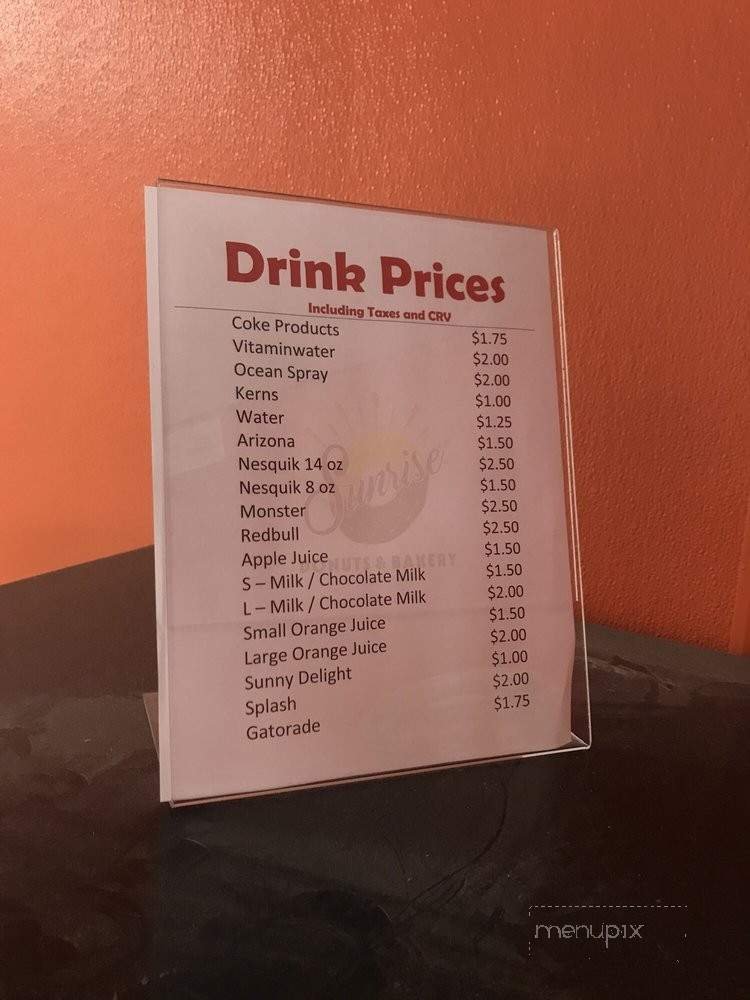 Drink Prices
Including Taxes and CRV
Coke Products $1.75
Vitaminwater $2.00
Ocean Spray $2.00
Kerns $1.00
Water $1.25
Arizona $1.50
Nesquik 14 oz $2.50
Nesquik 8 oz $1.50
Monster $2.50
Redbull $2.50
Apple Juice $1.50
S – Milk / Chocolate Milk $1.50
L – Milk / Chocolate Milk $2.00
Small Orange Juice $1.50
Large Orange Juice $2.00
Sunny Delight $1.00
Splash $2.00
Gatorade $1.75
Sunrise
DONUTS & BAKERY
menupix